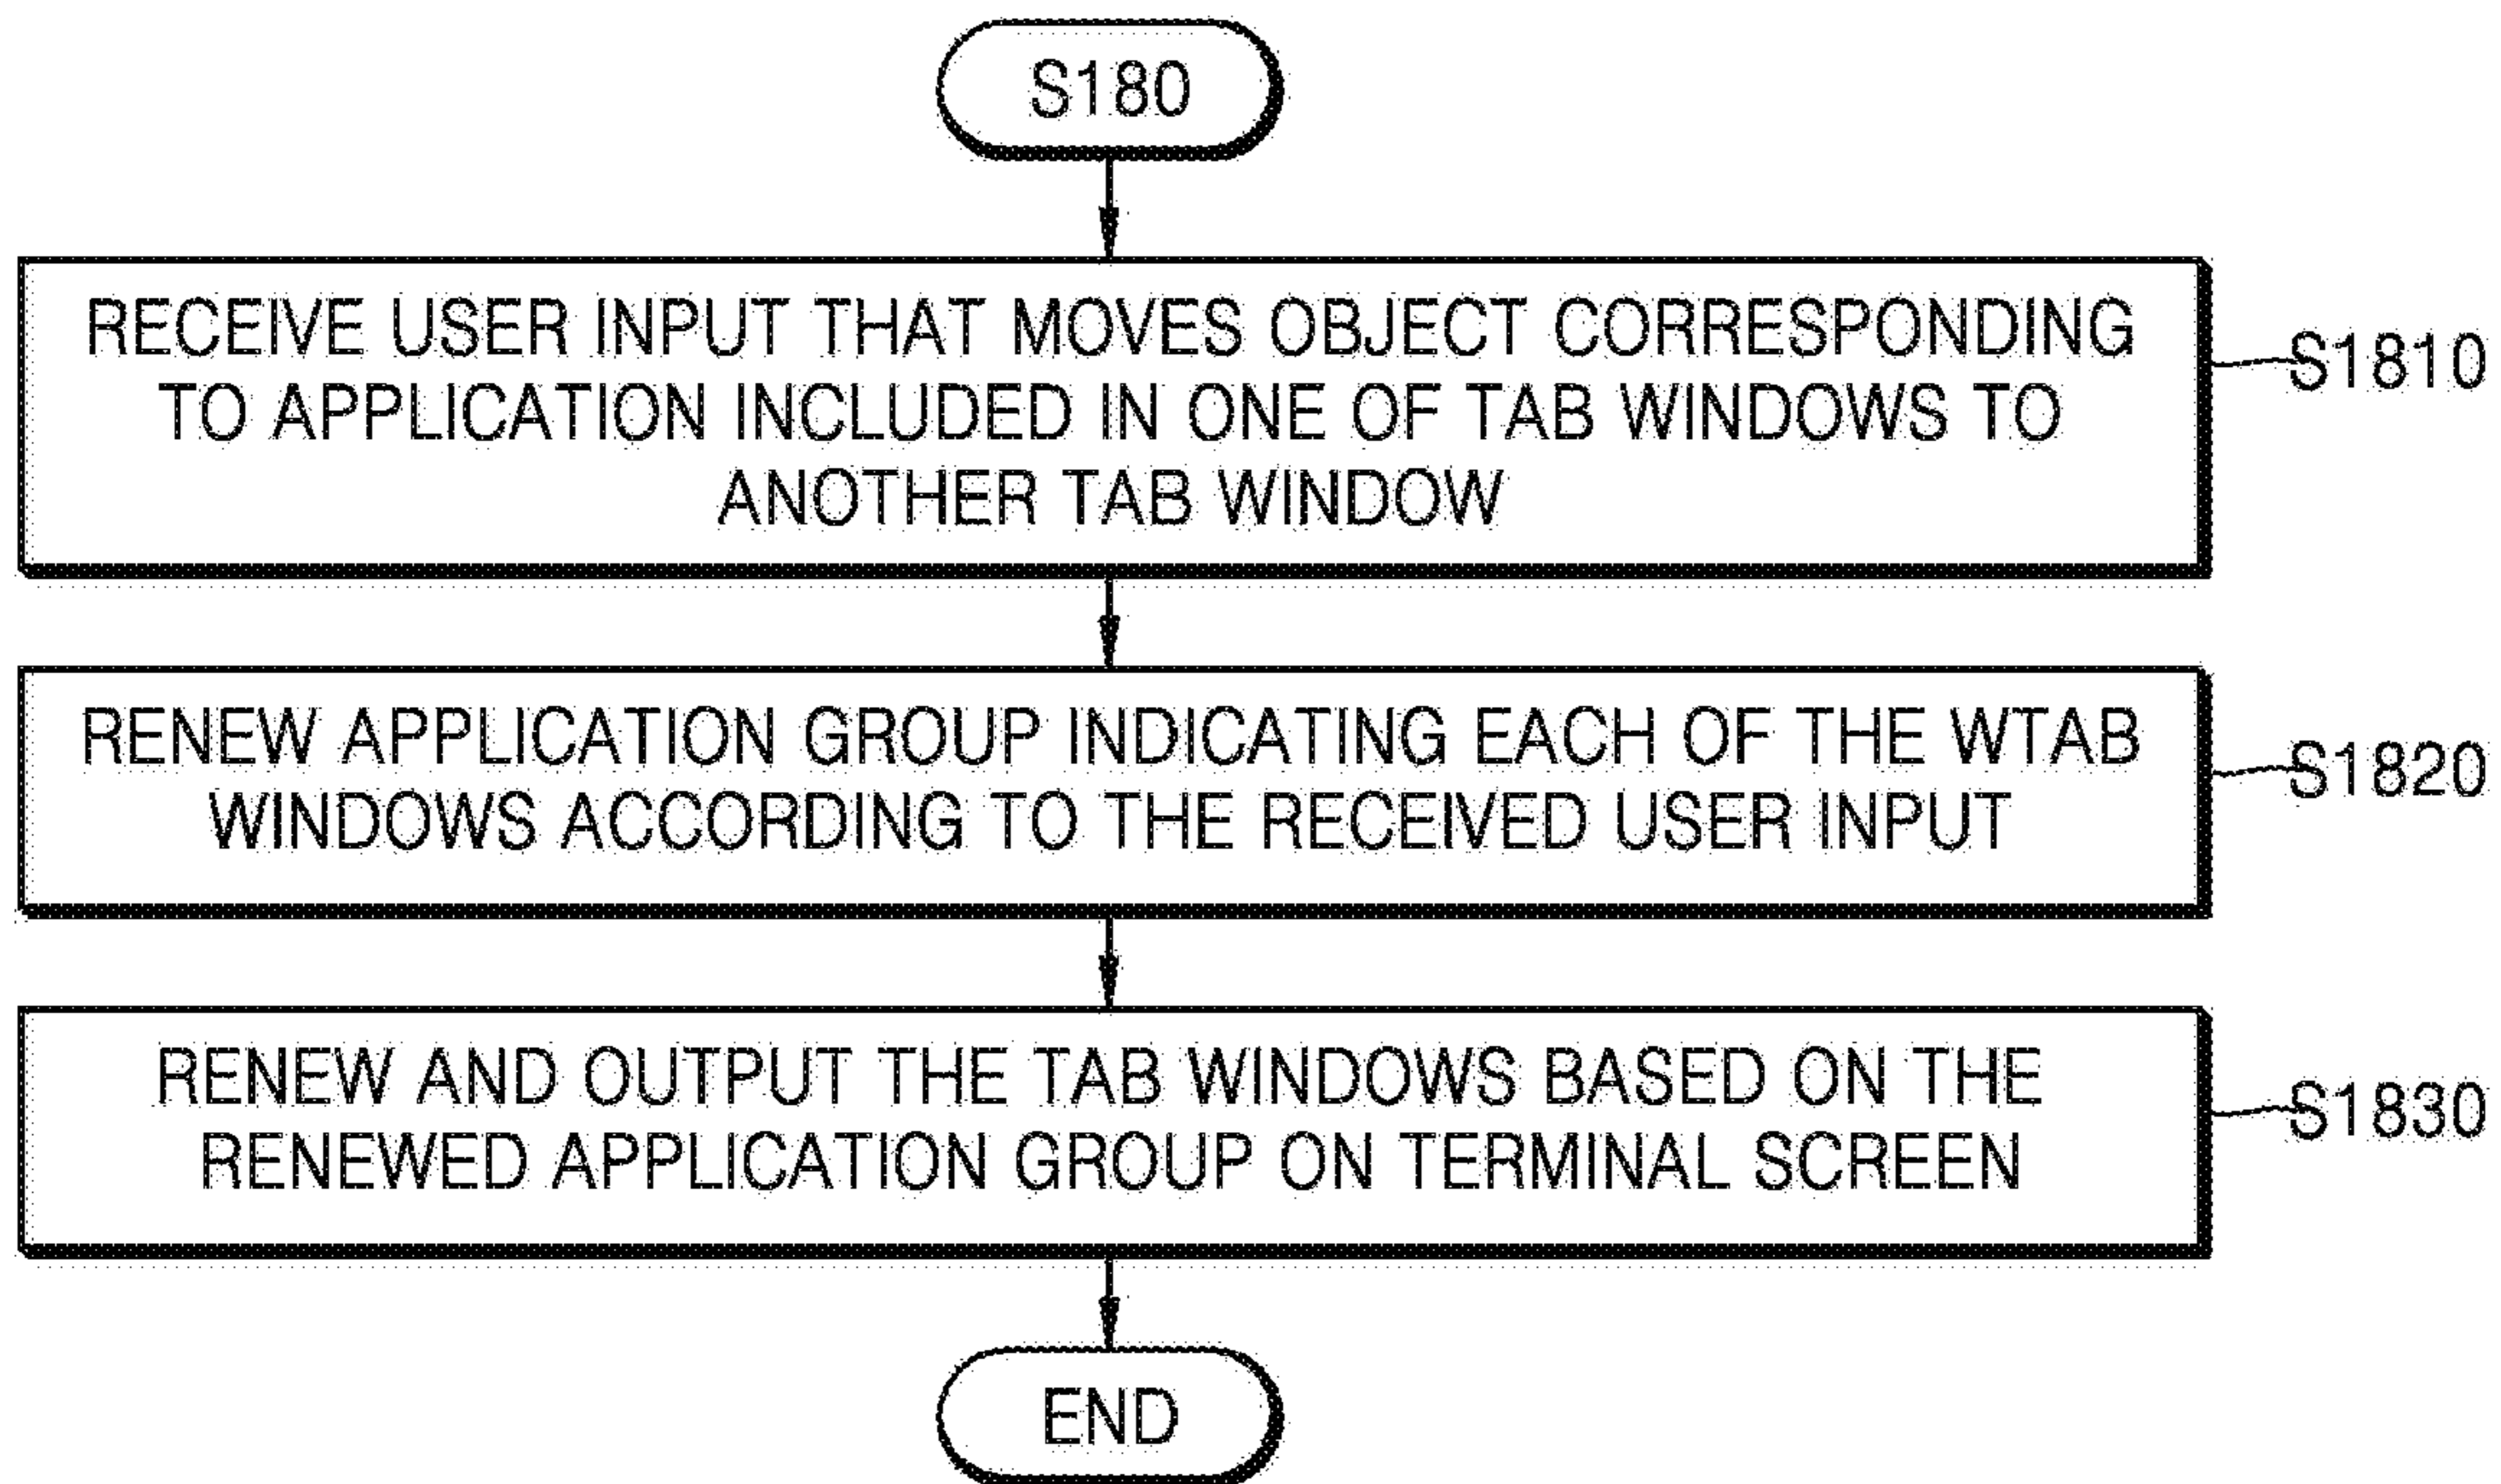 S180
RECEIVE USER INPUT THAT MOVES OBJECT CORRESPONDING
TO APPLICATION INCLUDED IN ONE OF TAB WINDOWS TO
ANOTHER TAB WINDOW
S1810
RENEW APPLICATION GROUP INDICATING EACH OF THE WTAB
WINDOWS ACCORDING TO THE RECEIVED USER INPUT
S1820
RENEW AND OUTPUT THE TAB WINDOWS BASED ON THE
RENEWED APPLICATION GROUP ON TERMINAL SCREEN
S1830
END